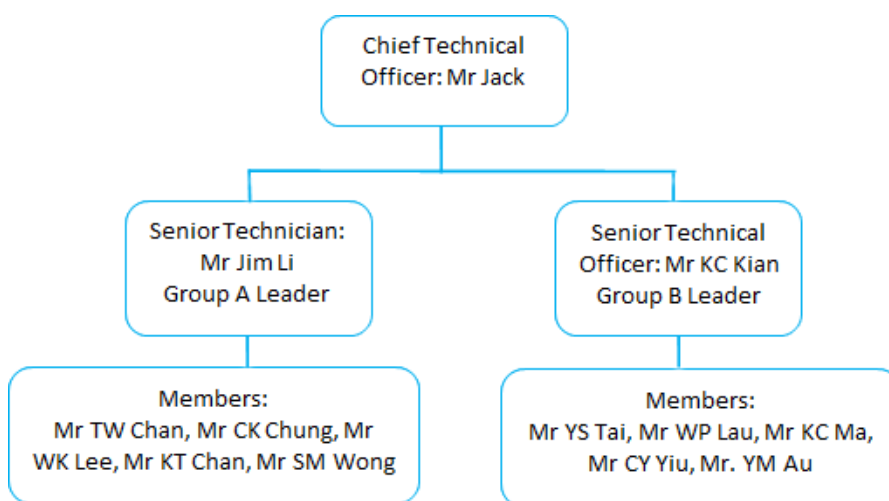 Chief Technical
Officer: Mr Jack
Senior Technician:
Mr Jim Li
Group A Leader
Senior Technical
Officer: Mr KC Kian
Group B Leader
Members:
Mr TW Chan, Mr CK Chung, Mr
WK Lee, Mr KT Chan, Mr SM Wong
Members:
Mr YS Tai, Mr WP Lau, Mr KC Ma,
Mr CY Yiu, Mr. YM Au